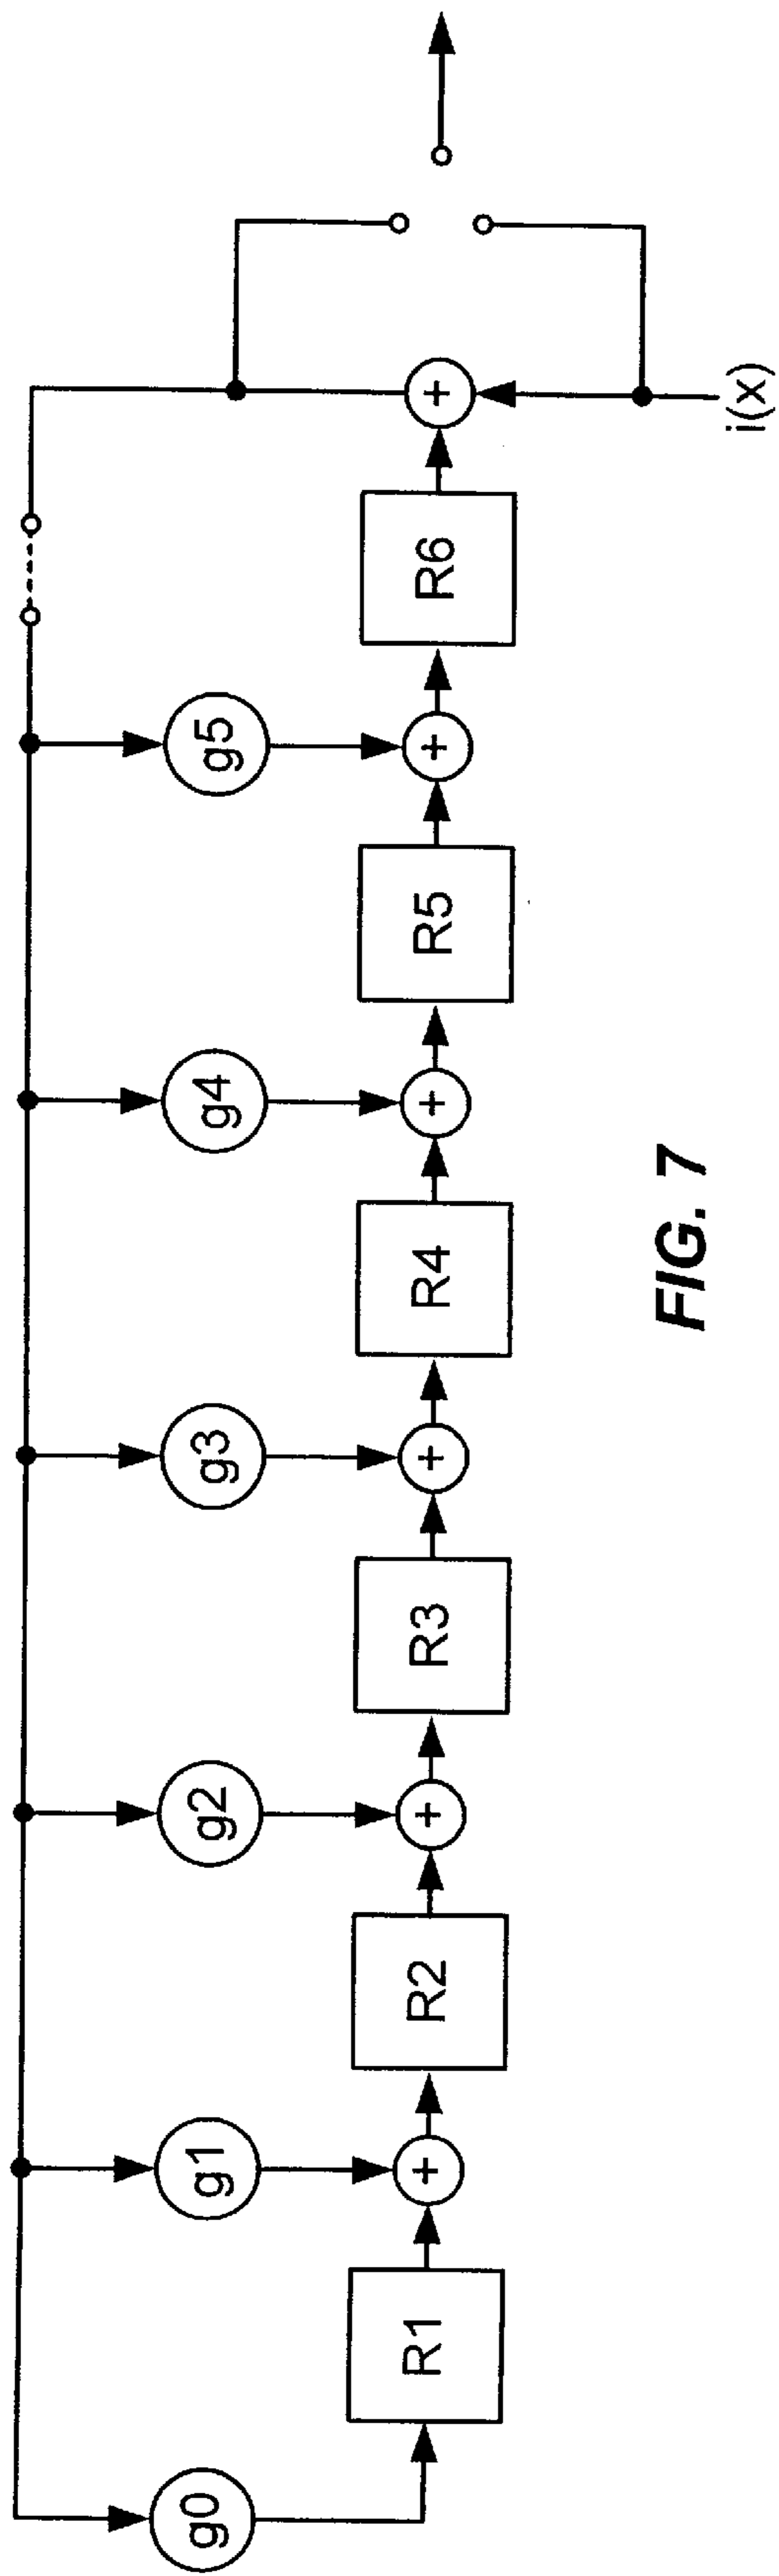 g0 g1 g2 g3 g4 g5
R1 + R2 + R3 + R4 + R5 + R6 +
i(x)
FIG. 7